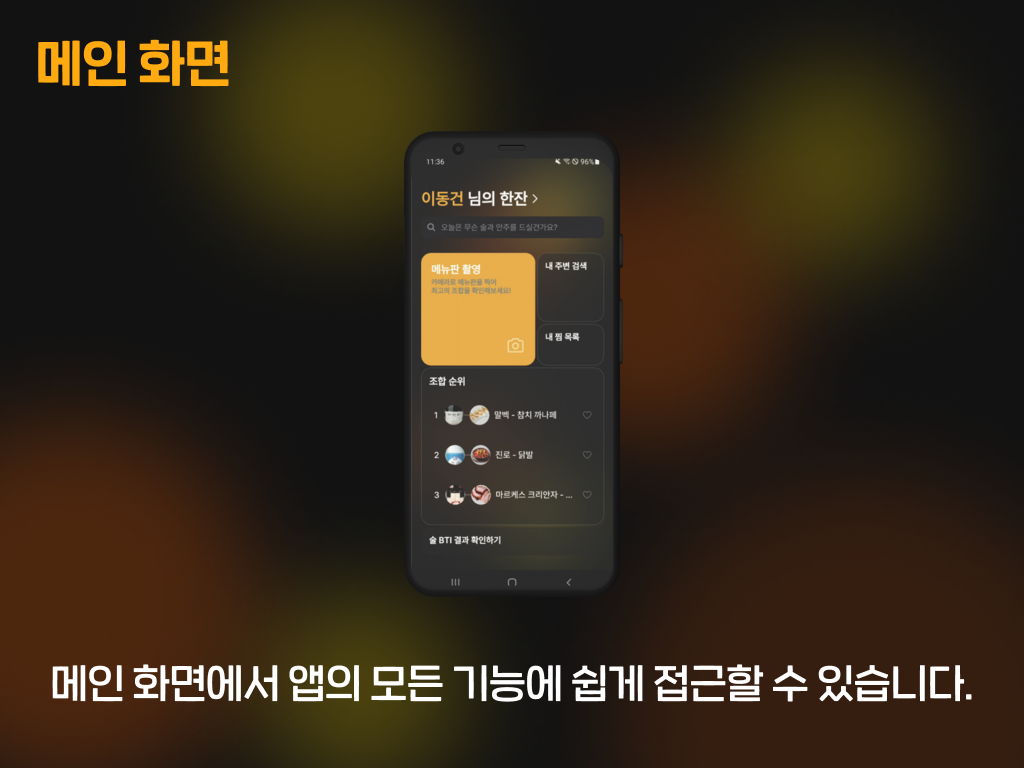 메인 화면
11:36
96%
이동건 님의 한잔 >
오늘은 무슨 술과 안주를 드실건가요?
메뉴판 촬영
카메라로 메뉴판을 찍어
최고의 조합을 확인해보세요!
내 주변 검색
내 찜 목록
조합 순위
1 말벡 - 참치 까나페
2 진로 - 닭발
3 마르케스 크리안자 - ...
술 BTI 결과 확인하기
메인 화면에서 앱의 모든 기능에 쉽게 접근할 수 있습니다.